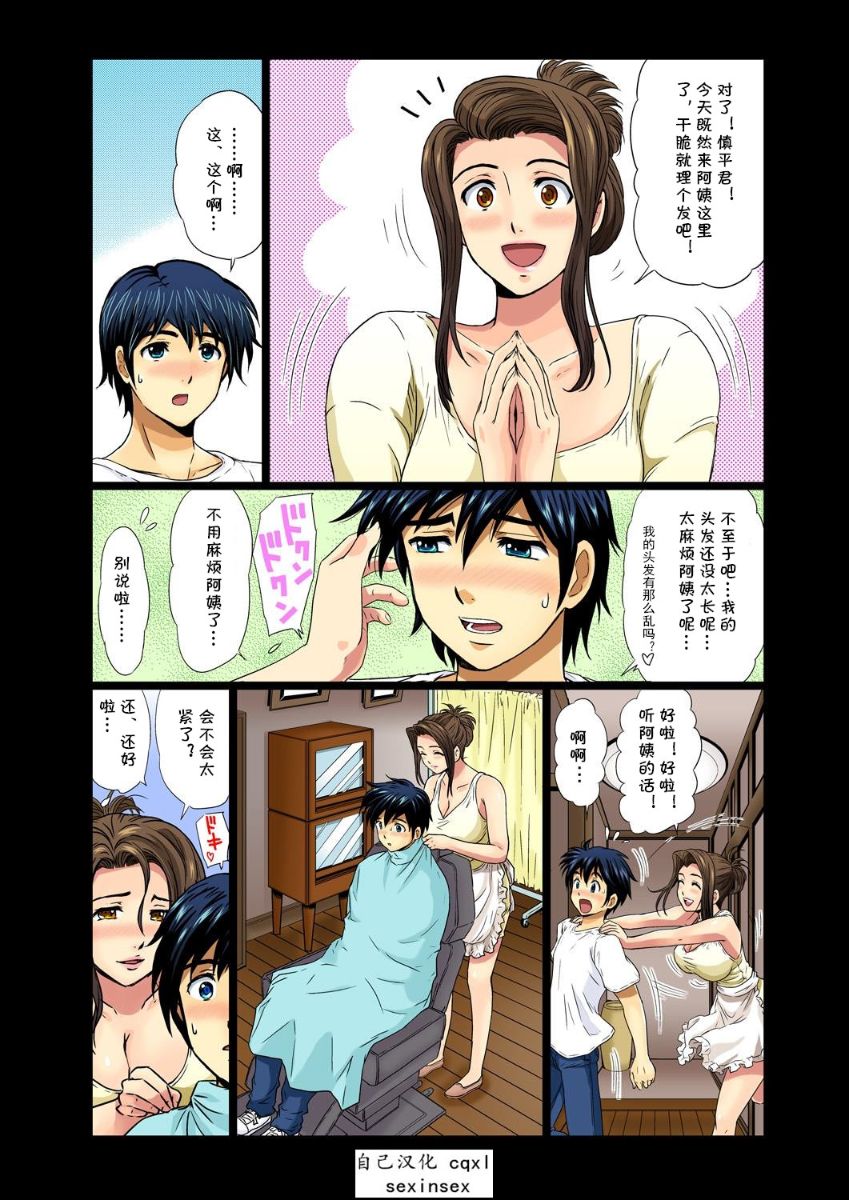 对了！慎平君！
今天既然来阿姨这里
了，干脆就理个发吧！
………啊………
这、这个啊…
不至于吧…我的
头发还没太长呢…
太麻烦阿姨了呢…
我的头发有那么乱吗？♡
ドクン
ドクン
不用麻烦阿姨了…
别说啦……
好啦！好啦！
听阿姨的话！
啊啊…
会不会太
紧了？
ドキ♡
还、还好
啦…
自己汉化 cqxl
sexinsex